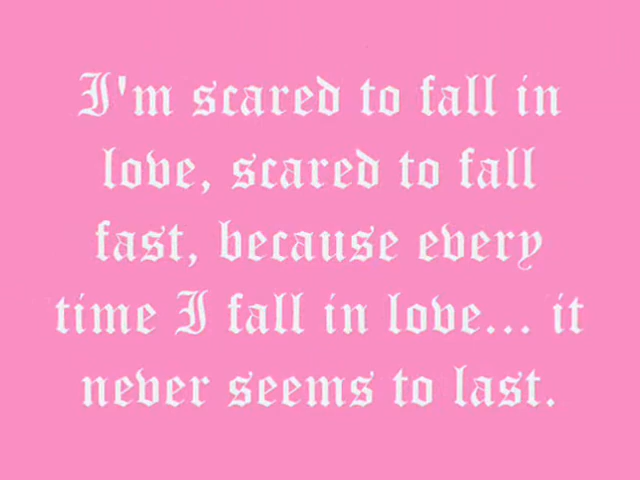 I'm scared to fall in
love, scared to fall
fast, because every
time I fall in love... it
never seems to last.